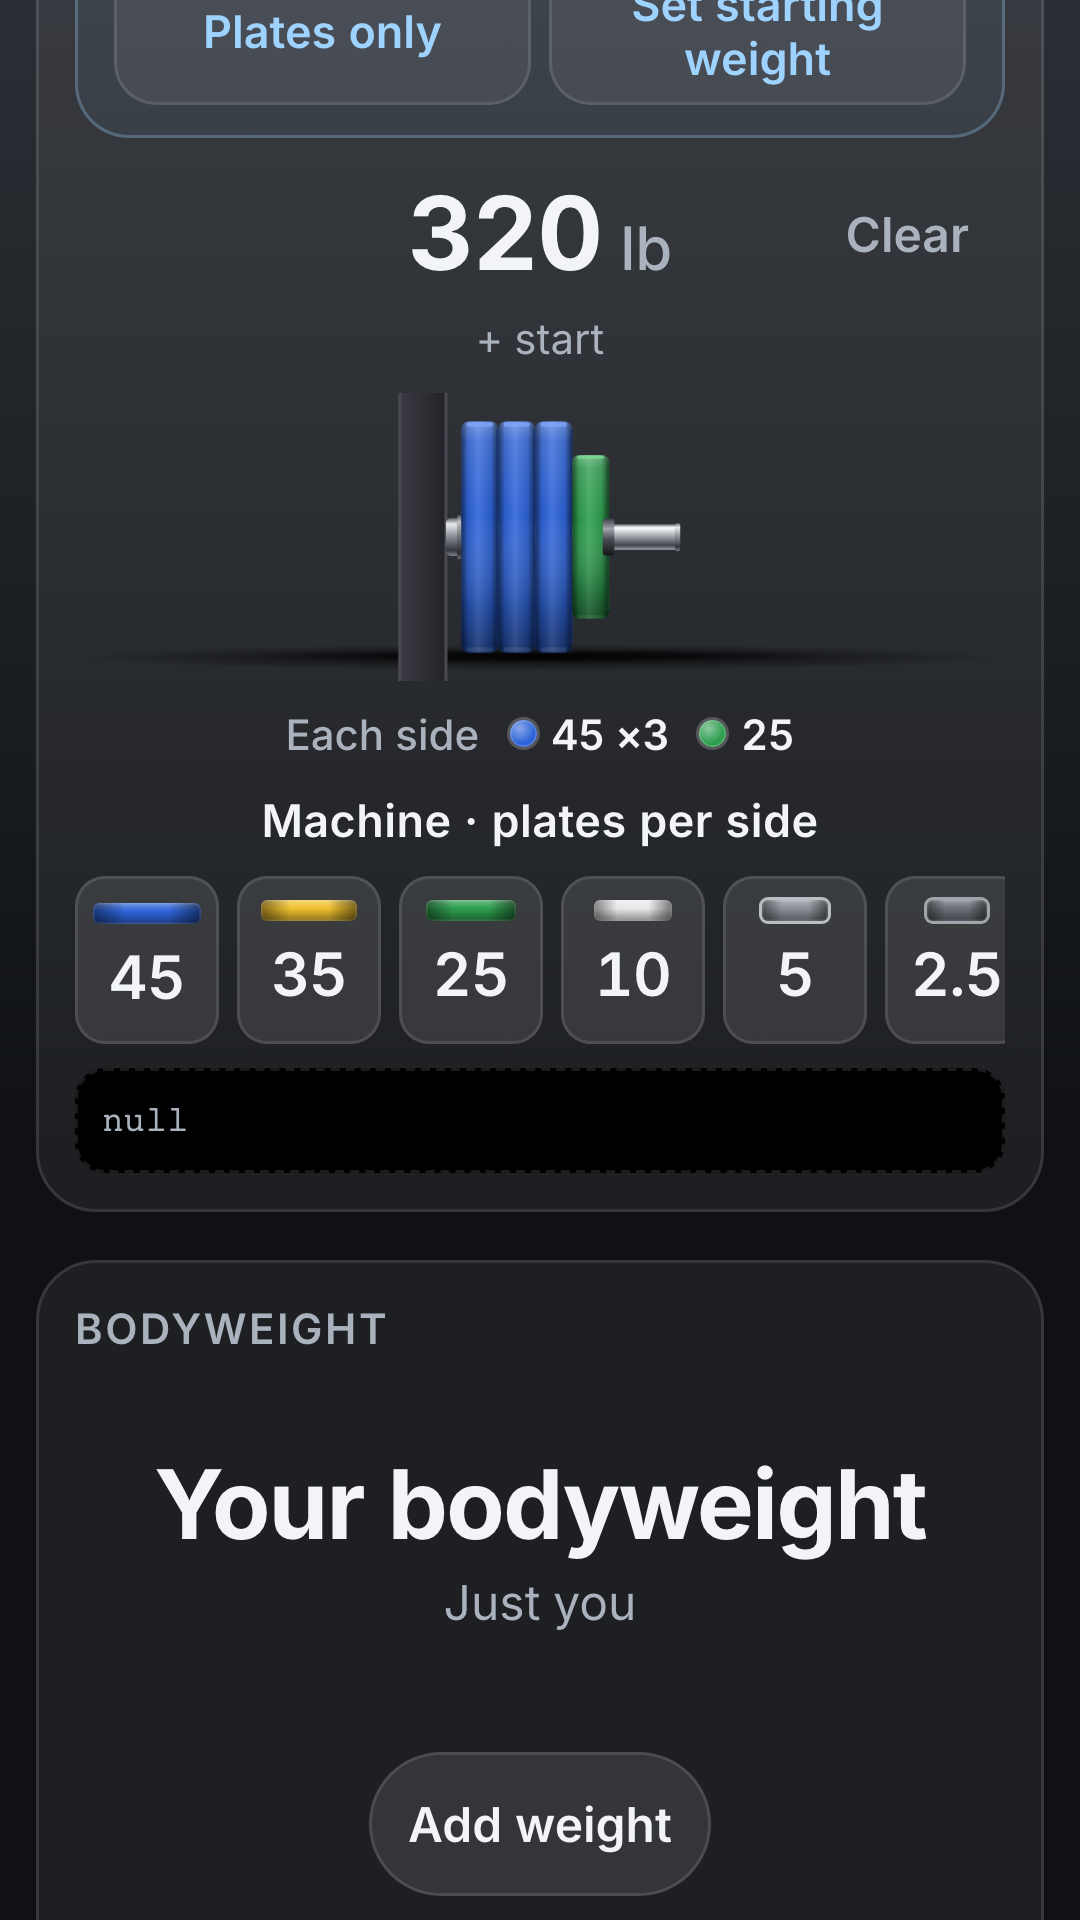 Plates only
Set starting
weight
320 lb
Clear
+ start
Each side 45 ×3 25
Machine · plates per side
45 35 25 10 5 2.5
null
BODYWEIGHT
Your bodyweight
Just you
Add weight